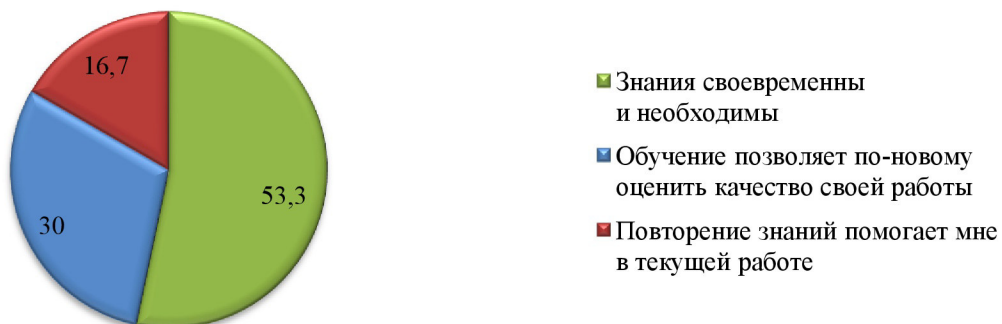 16,7
53,3
30
Знания своевременны
и необходимы
Обучение позволяет по-новому
оценить качество своей работы
Повторение знаний помогает мне
в текущей работе